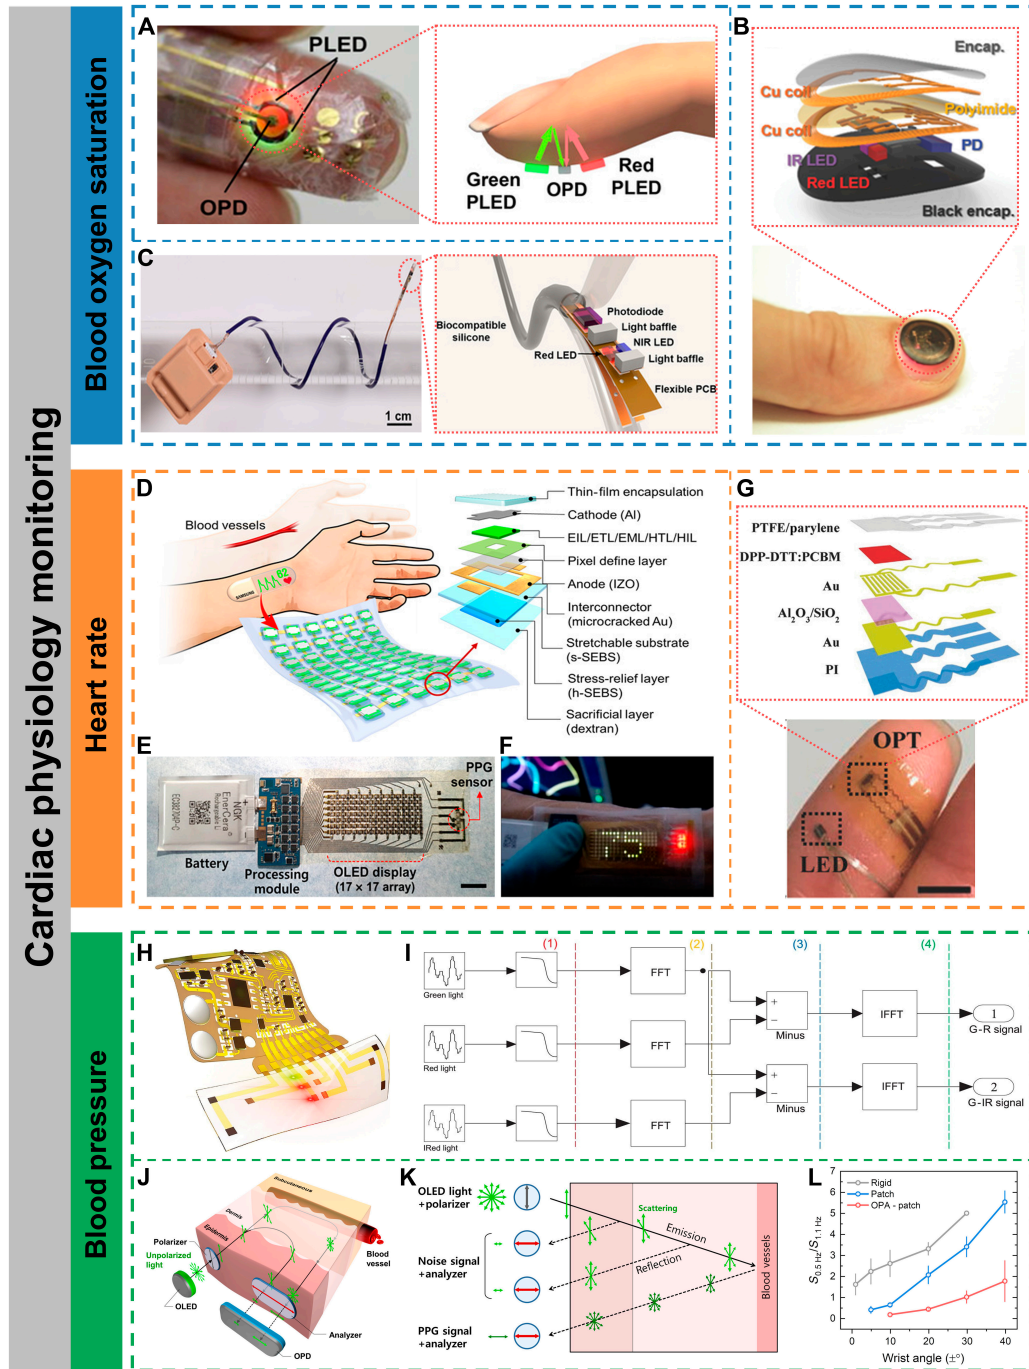 Cardiac physiology monitoring
Blood oxygen saturation
A
PLED
OPD
Green
PLED
OPD
Red
PLED
B
Encap.
Cu coil
Polyimide
Cu coil
PD
IR LED
Red LED
Black encap.
C
1 cm
Biocompatible
silicone
Photodiode
Light baffle
NIR LED
Red LED
Light baffle
Flexible PCB
Heart rate
D
Blood vessels
SAMSUNG
62
Thin-film encapsulation
Cathode (Al)
EIL/ETL/EML/HTL/HIL
Pixel define layer
Anode (IZO)
Interconnector
(microcracked Au)
Stretchable substrate
(s-SEBS)
Stress-relief layer
(h-SEBS)
Sacrificial layer
(dextran)
E
NGK
EnerCera
PPG
sensor
Battery
Processing
module
OLED display
(17 × 17 array)
F
G
PTFE/parylene
DPP-DTT:PCBM
Au
Al₂O₃/SiO₂
Au
PI
OPT
LED
Blood pressure
H
I
(1)
(2)
(3)
(4)
Green light
FFT
+
−
Minus
IFFT
1
G-R signal
Red light
FFT
+
−
Minus
IFFT
2
G-IR signal
IRed light
FFT
J
Subcutaneous
Dermis
Epidermis
Polarizer
Unpolarized
light
OLED
Blood
vessel
Analyzer
OPD
K
OLED light
+polarizer
Noise signal
+analyzer
PPG signal
+analyzer
Scattering
Emission
Reflection
Blood vessels
L
Rigid
Patch
OPA - patch
S0.5 Hz/S1.1 Hz
7
6
5
4
3
2
1
0
0 10 20 30 40
Wrist angle (±°)